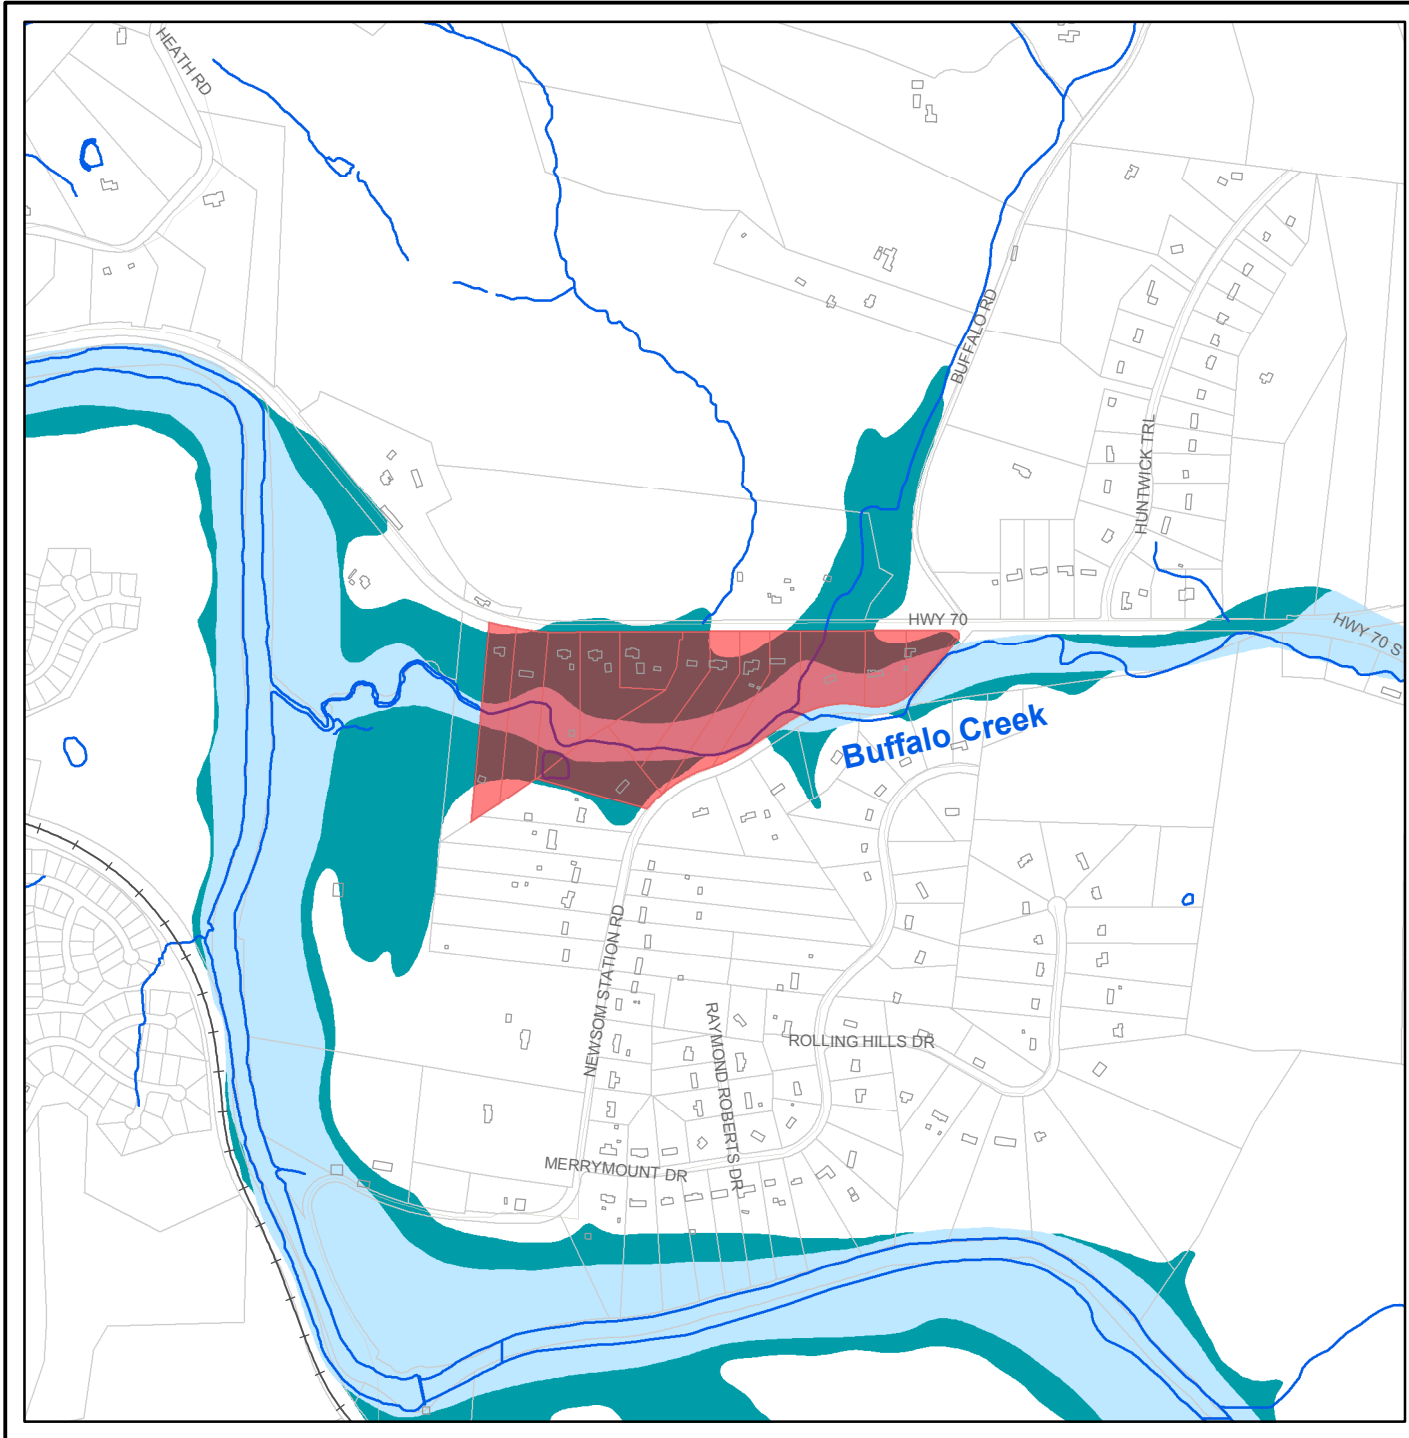 HEATH RD
BUFFALO RD
HUNTWICK TRL
HWY 70
HWY 70 S
Buffalo Creek
NEWSOM STATION RD
RAYMOND ROBERTS DR
ROLLING HILLS DR
MERRYMOUNT DR